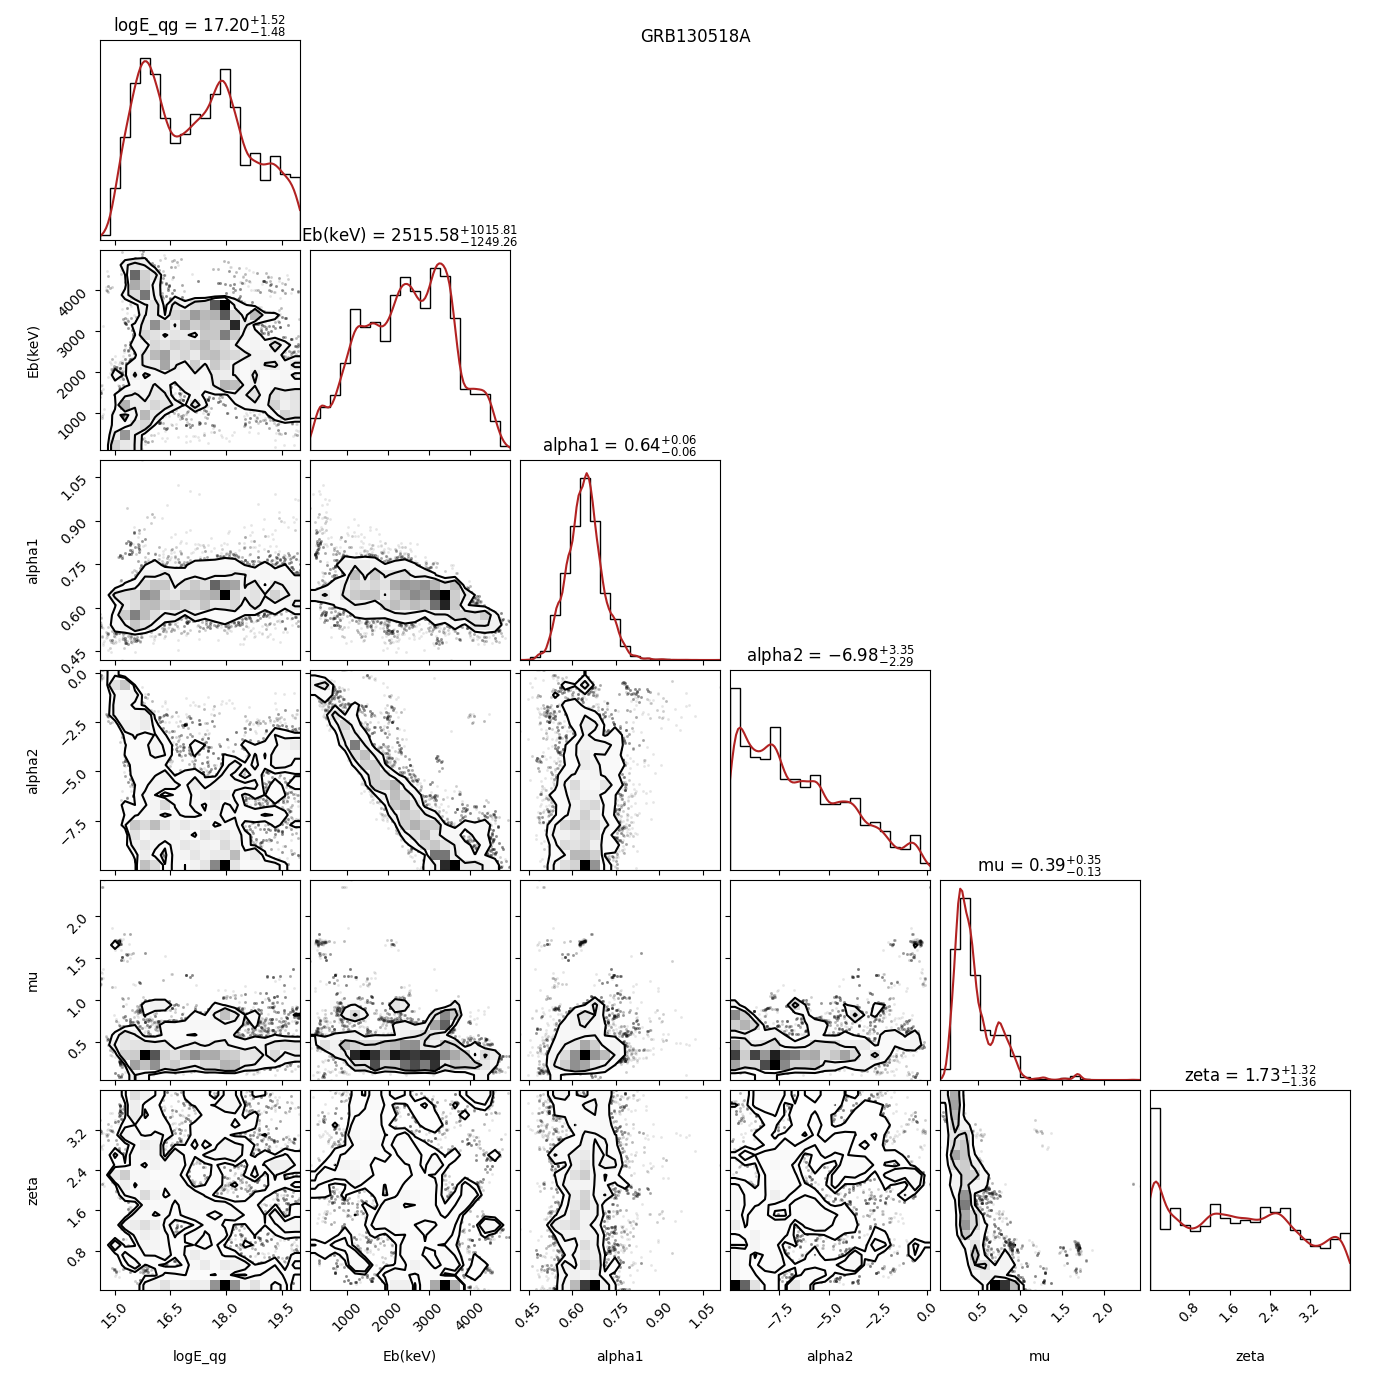 logE_qg = 17.20+1.52 −1.48
GRB130518A
Eb(keV) = 2515.58+1015.81 −1249.26
4000
3000
2000
1000
Eb(keV)
alpha1 = 0.64+0.06 −0.06
1.05
0.90
0.75
0.60
0.45
alpha1
alpha2 = −6.98+3.35 −2.29
0.0
−2.5
−5.0
−7.5
alpha2
mu = 0.39+0.35 −0.13
2.0
1.5
1.0
0.5
mu
zeta = 1.73+1.32 −1.36
3.2
2.4
1.6
0.8
zeta
15.0 16.5 18.0 19.5 1000 2000 3000 4000 0.45 0.60 0.75 0.90 1.05 −7.5 −5.0 −2.5 0.0 0.5 1.0 1.5 2.0 0.8 1.6 2.4 3.2
logE_qg Eb(keV) alpha1 alpha2 mu zeta